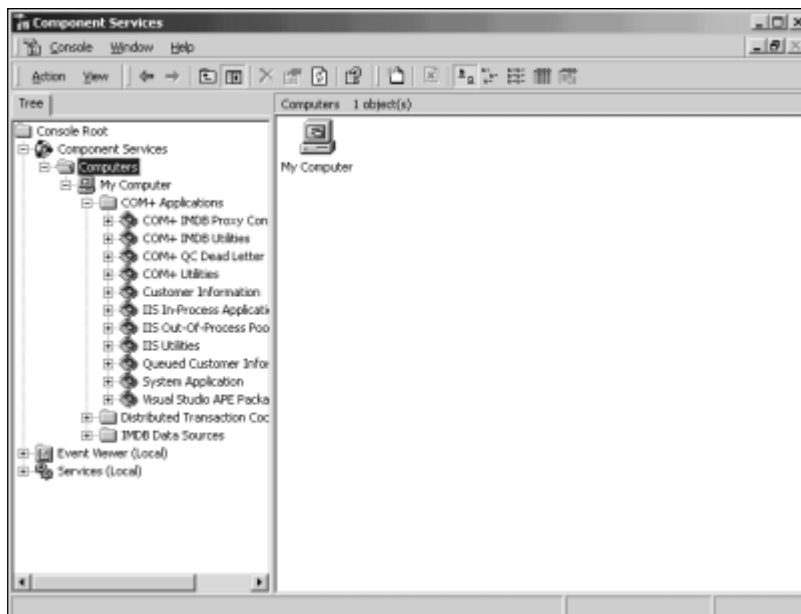 Component Services
Console Window Help
Action View
Tree
Computers 1 object(s)
Console Root
Component Services
Computers
My Computer
COM+ Applications
COM+ IMDB Proxy Con
COM+ IMDB Utilities
COM+ QC Dead Letter
COM+ Utilities
Customer Information
IIS In-Process Applicati
IIS Out-Of-Process Poo
IIS Utilities
Queued Customer Infor
System Application
Visual Studio APE Packa
Distributed Transaction Coc
IMDB Data Sources
Event Viewer (Local)
Services (Local)
My Computer